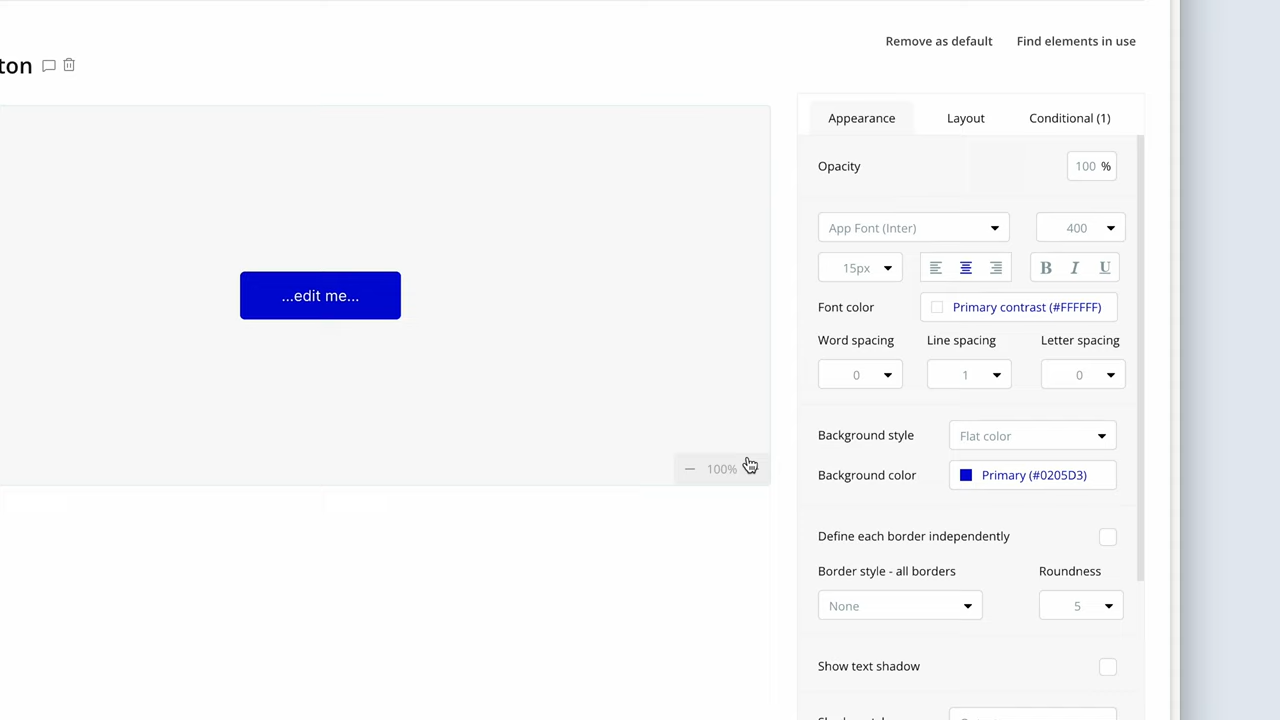 Remove as default Find elements in use
ton
Appearance Layout Conditional (1)
Opacity 100 %
App Font (Inter) 400
15px B I U
Font color Primary contrast (#FFFFFF)
Word spacing Line spacing Letter spacing
0 1 0
...edit me...
Background style Flat color
100%
Background color Primary (#0205D3)
Define each border independently
Border style - all borders Roundness
None 5
Show text shadow